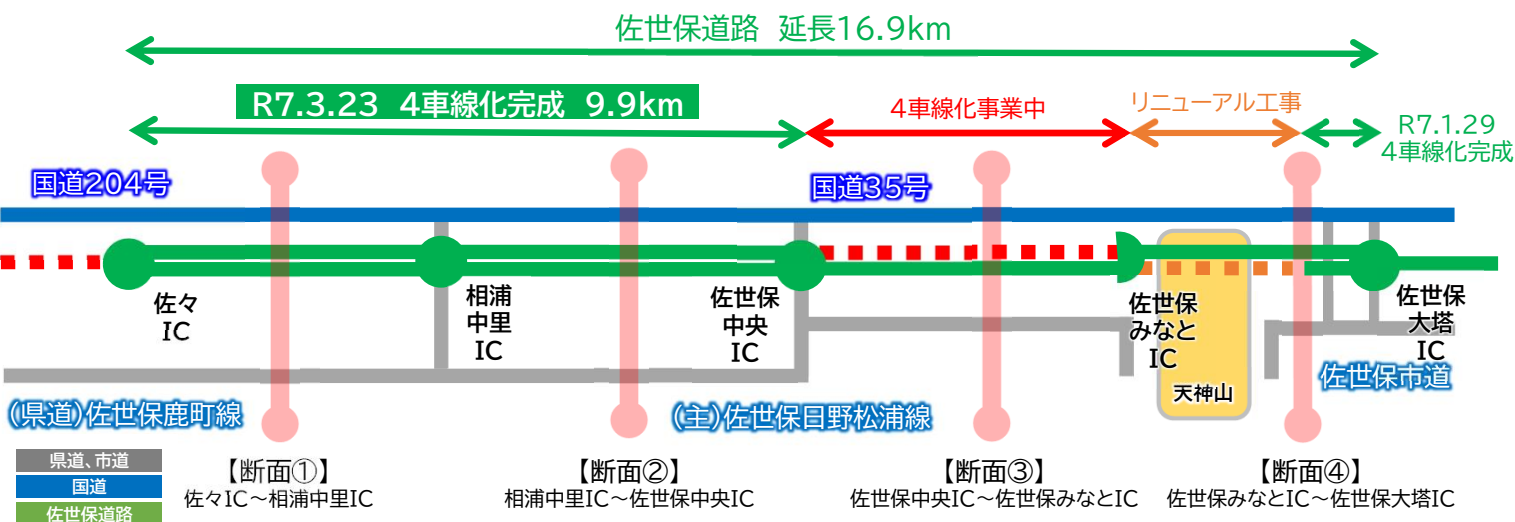 佐世保道路 延長16.9km
R7.3.23 4車線化完成 9.9km
4車線化事業中
リニューアル工事
R7.1.29
4車線化完成
国道204号
国道35号
佐々
IC
相浦
中里
IC
佐世保
中央
IC
佐世保
みなと
IC
佐世保
大塔
IC
天神山
佐世保市道
(県道)佐世保鹿町線
(主)佐世保日野松浦線
県道、市道
国道
佐世保道路
【断面①】
佐々IC～相浦中里IC
【断面②】
相浦中里IC～佐世保中央IC
【断面③】
佐世保中央IC～佐世保みなとIC
【断面④】
佐世保みなとIC～佐世保大塔IC